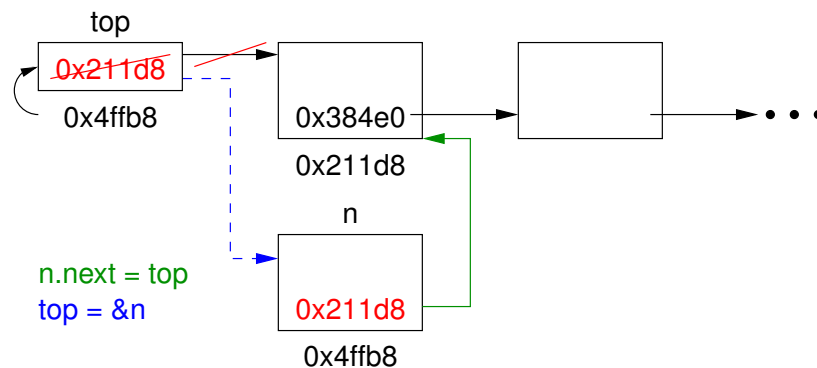 top
0x211d8
0x4ffb8
0x384e0
0x211d8
n
0x211d8
0x4ffb8
n.next = top
top = &n